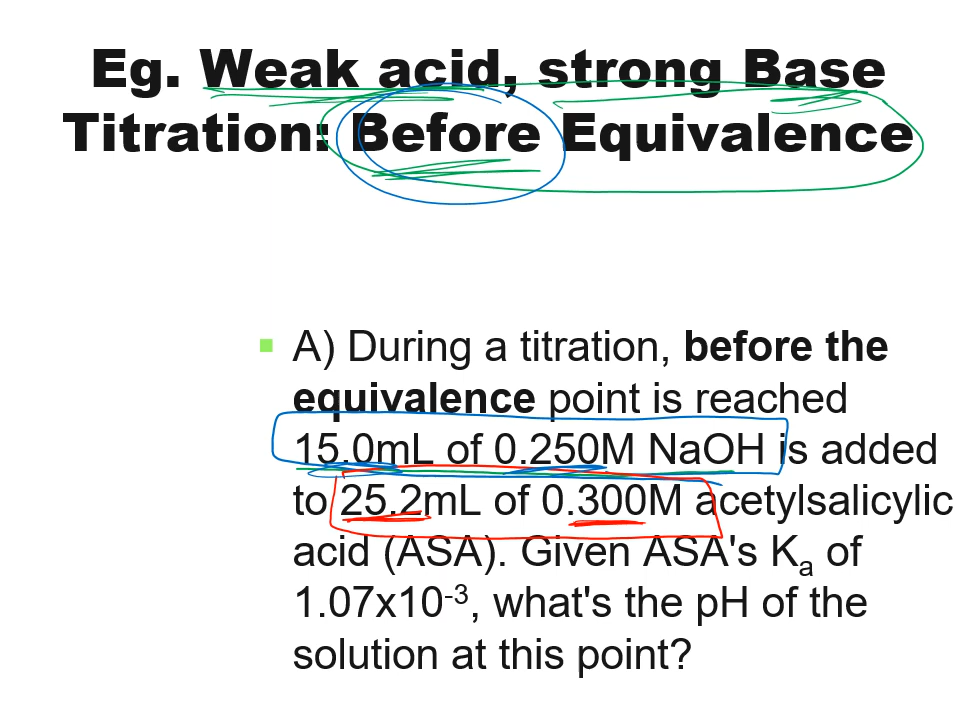 Eg. Weak acid, strong Base
Titration: Before Equivalence
A) During a titration, before the
equivalence point is reached
15.0mL of 0.250M NaOH is added
to 25.2mL of 0.300M acetylsalicylic
acid (ASA). Given ASA's Kₐ of
1.07x10⁻³, what's the pH of the
solution at this point?